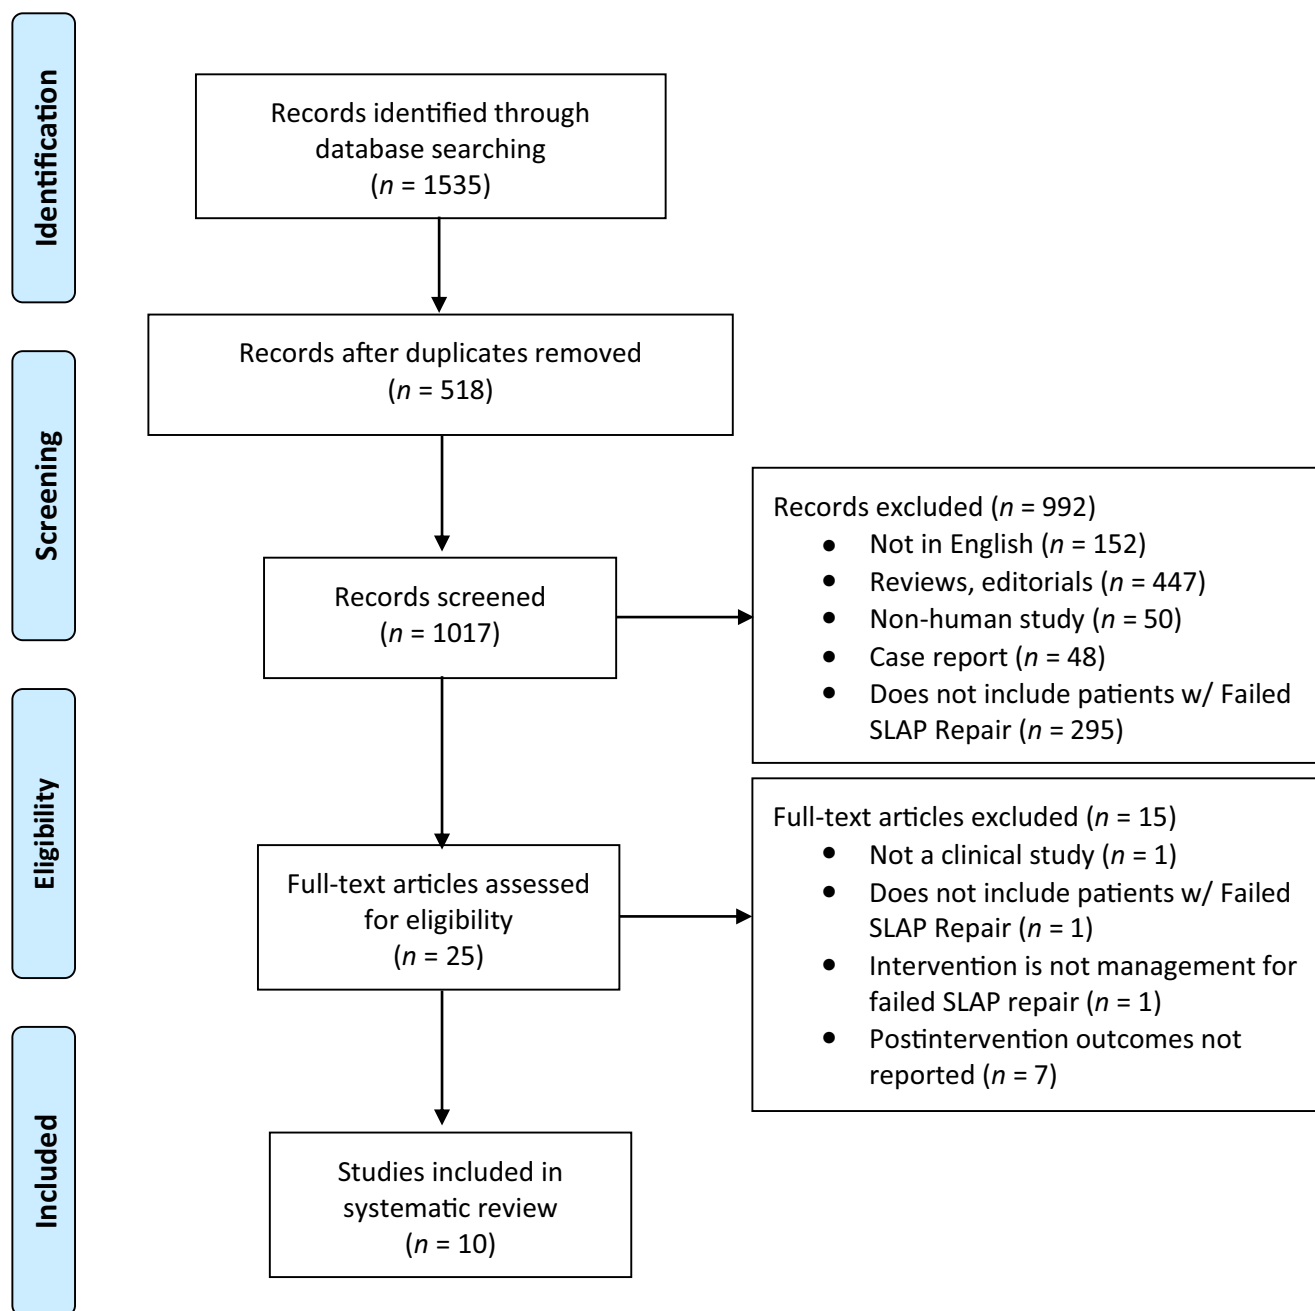 Identification
Records identified through
database searching
(n = 1535)
Records after duplicates removed
(n = 518)
Screening
Records screened
(n = 1017)
Records excluded (n = 992)
● Not in English (n = 152)
● Reviews, editorials (n = 447)
● Non-human study (n = 50)
● Case report (n = 48)
● Does not include patients w/ Failed
SLAP Repair (n = 295)
Eligibility
Full-text articles assessed
for eligibility
(n = 25)
Full-text articles excluded (n = 15)
● Not a clinical study (n = 1)
● Does not include patients w/ Failed
SLAP Repair (n = 1)
● Intervention is not management for
failed SLAP repair (n = 1)
● Postintervention outcomes not
reported (n = 7)
Included
Studies included in
systematic review
(n = 10)